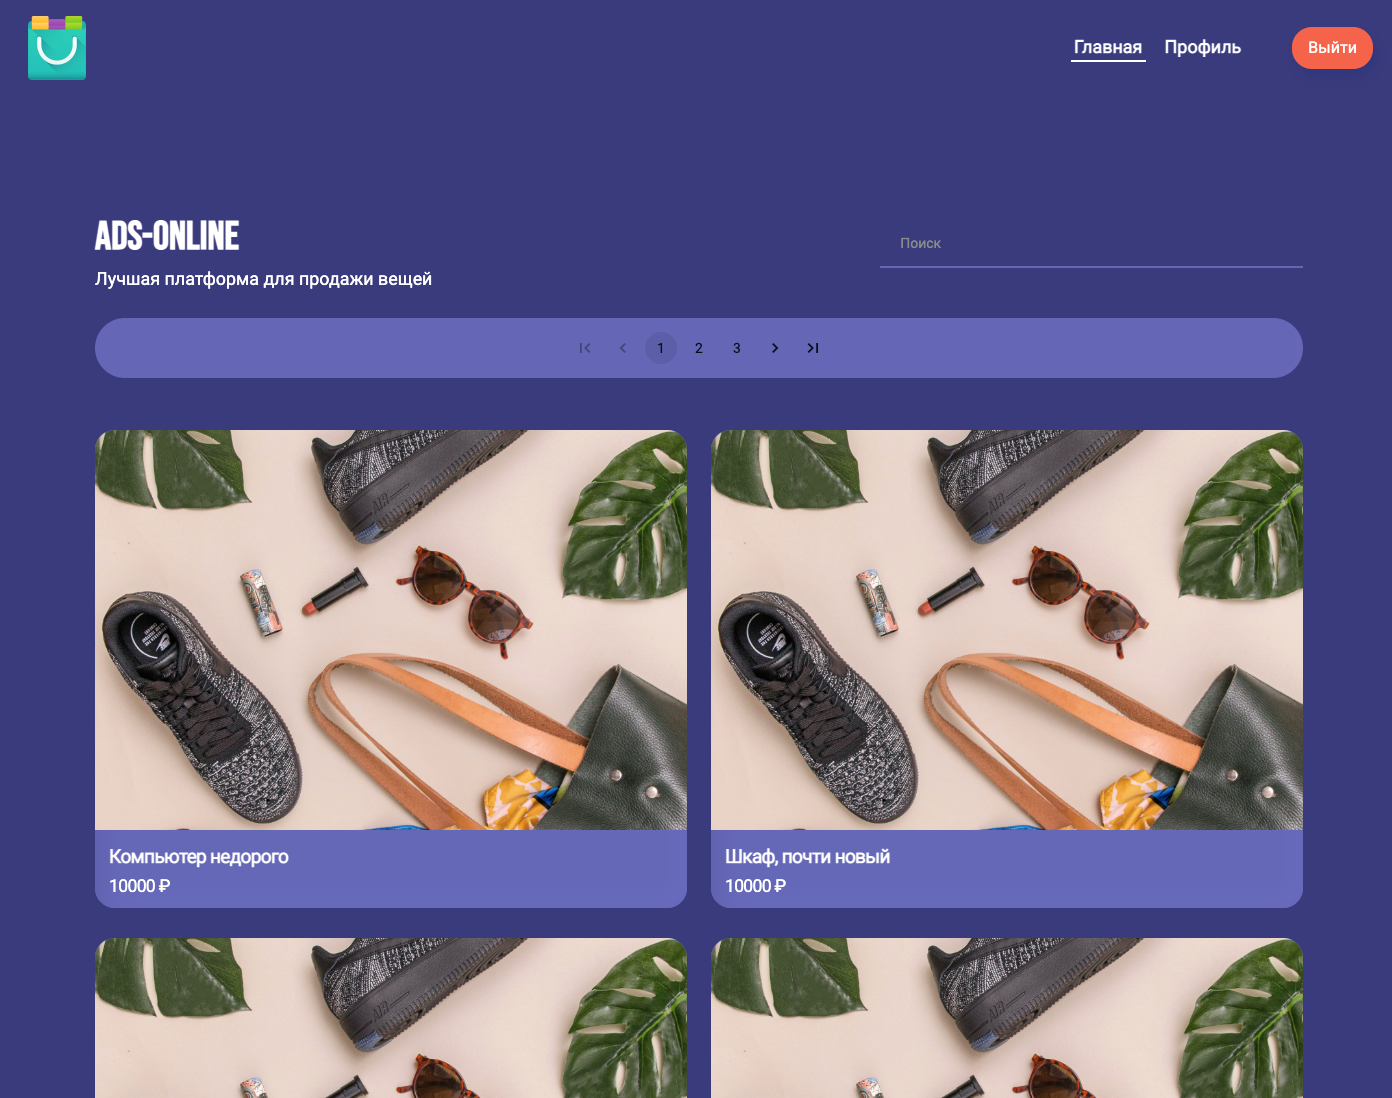 Главная Профиль Выйти
ADS-ONLINE
Поиск
Лучшая платформа для продажи вещей
1 2 3
Компьютер недорого
10000 ₽
Шкаф, почти новый
10000 ₽